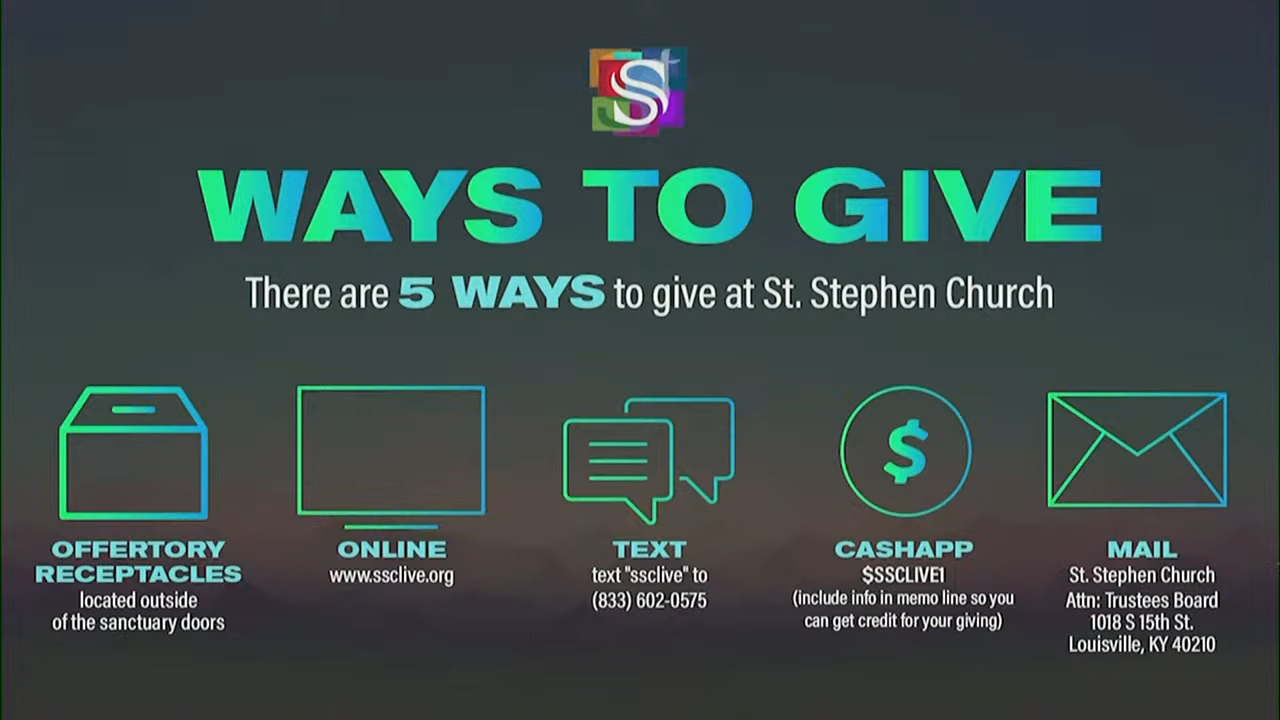 St
WAYS TO GIVE
There are 5 WAYS to give at St. Stephen Church
OFFERTORY
RECEPTACLES
located outside
of the sanctuary doors
ONLINE
www.ssclive.org
TEXT
text "ssclive" to
(833) 602-0575
$
CASHAPP
$SSCLIVE1
(include info in memo line so you
can get credit for your giving)
MAIL
St. Stephen Church
Attn: Trustees Board
1018 S 15th St.
Louisville, KY 40210